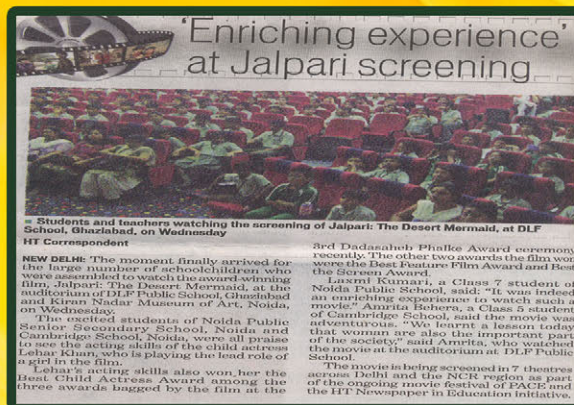 'Enriching experience'
at Jalpari screening
Students and teachers watching the screening of Jalpari: The Desert Mermaid, at DLF
School, Ghaziabad, on Wednesday
HT Correspondent
NEW DELHI: The moment finally arrived for
the large number of schoolchildren who
were assembled to watch the award-winning
film, Jalpari: The Desert Mermaid, at the
auditorium of DLF Public School, Ghaziabad
and Kiran Nadar Museum of Art, Noida,
on Wednesday.
The excited students of Noida Public
Senior Secondary School, Noida and
Cambridge School, Noida, were all praise
to see the acting skills of the child actress
Lehar Khan, who is playing the lead role of
a girl in the film.
Lehar's acting skills also won her the
Best Child Actress Award among the
three awards bagged by the film at the
3rd Dadasaheb Phalke Award ceremony
recently. The other two awards the film won
were the Best Feature Film Award and Best
the Screen Award.
Laxmi Kumari, a Class 7 student of
Noida Public School, said: "It was indeed
an enriching experience to watch such a
movie." Amrita Behera, a Class 5 student
of Cambridge School, said the movie was
adventurous. "We learnt a lesson today
that women are also the important part
of the society," said Amrita, who watched
the movie at the auditorium at DLF Public
School.
The movie is being screened in 7 theatres
across Delhi and the NCR region as part
of the ongoing movie festival of PACE and
the HT Newspaper in Education initiative.